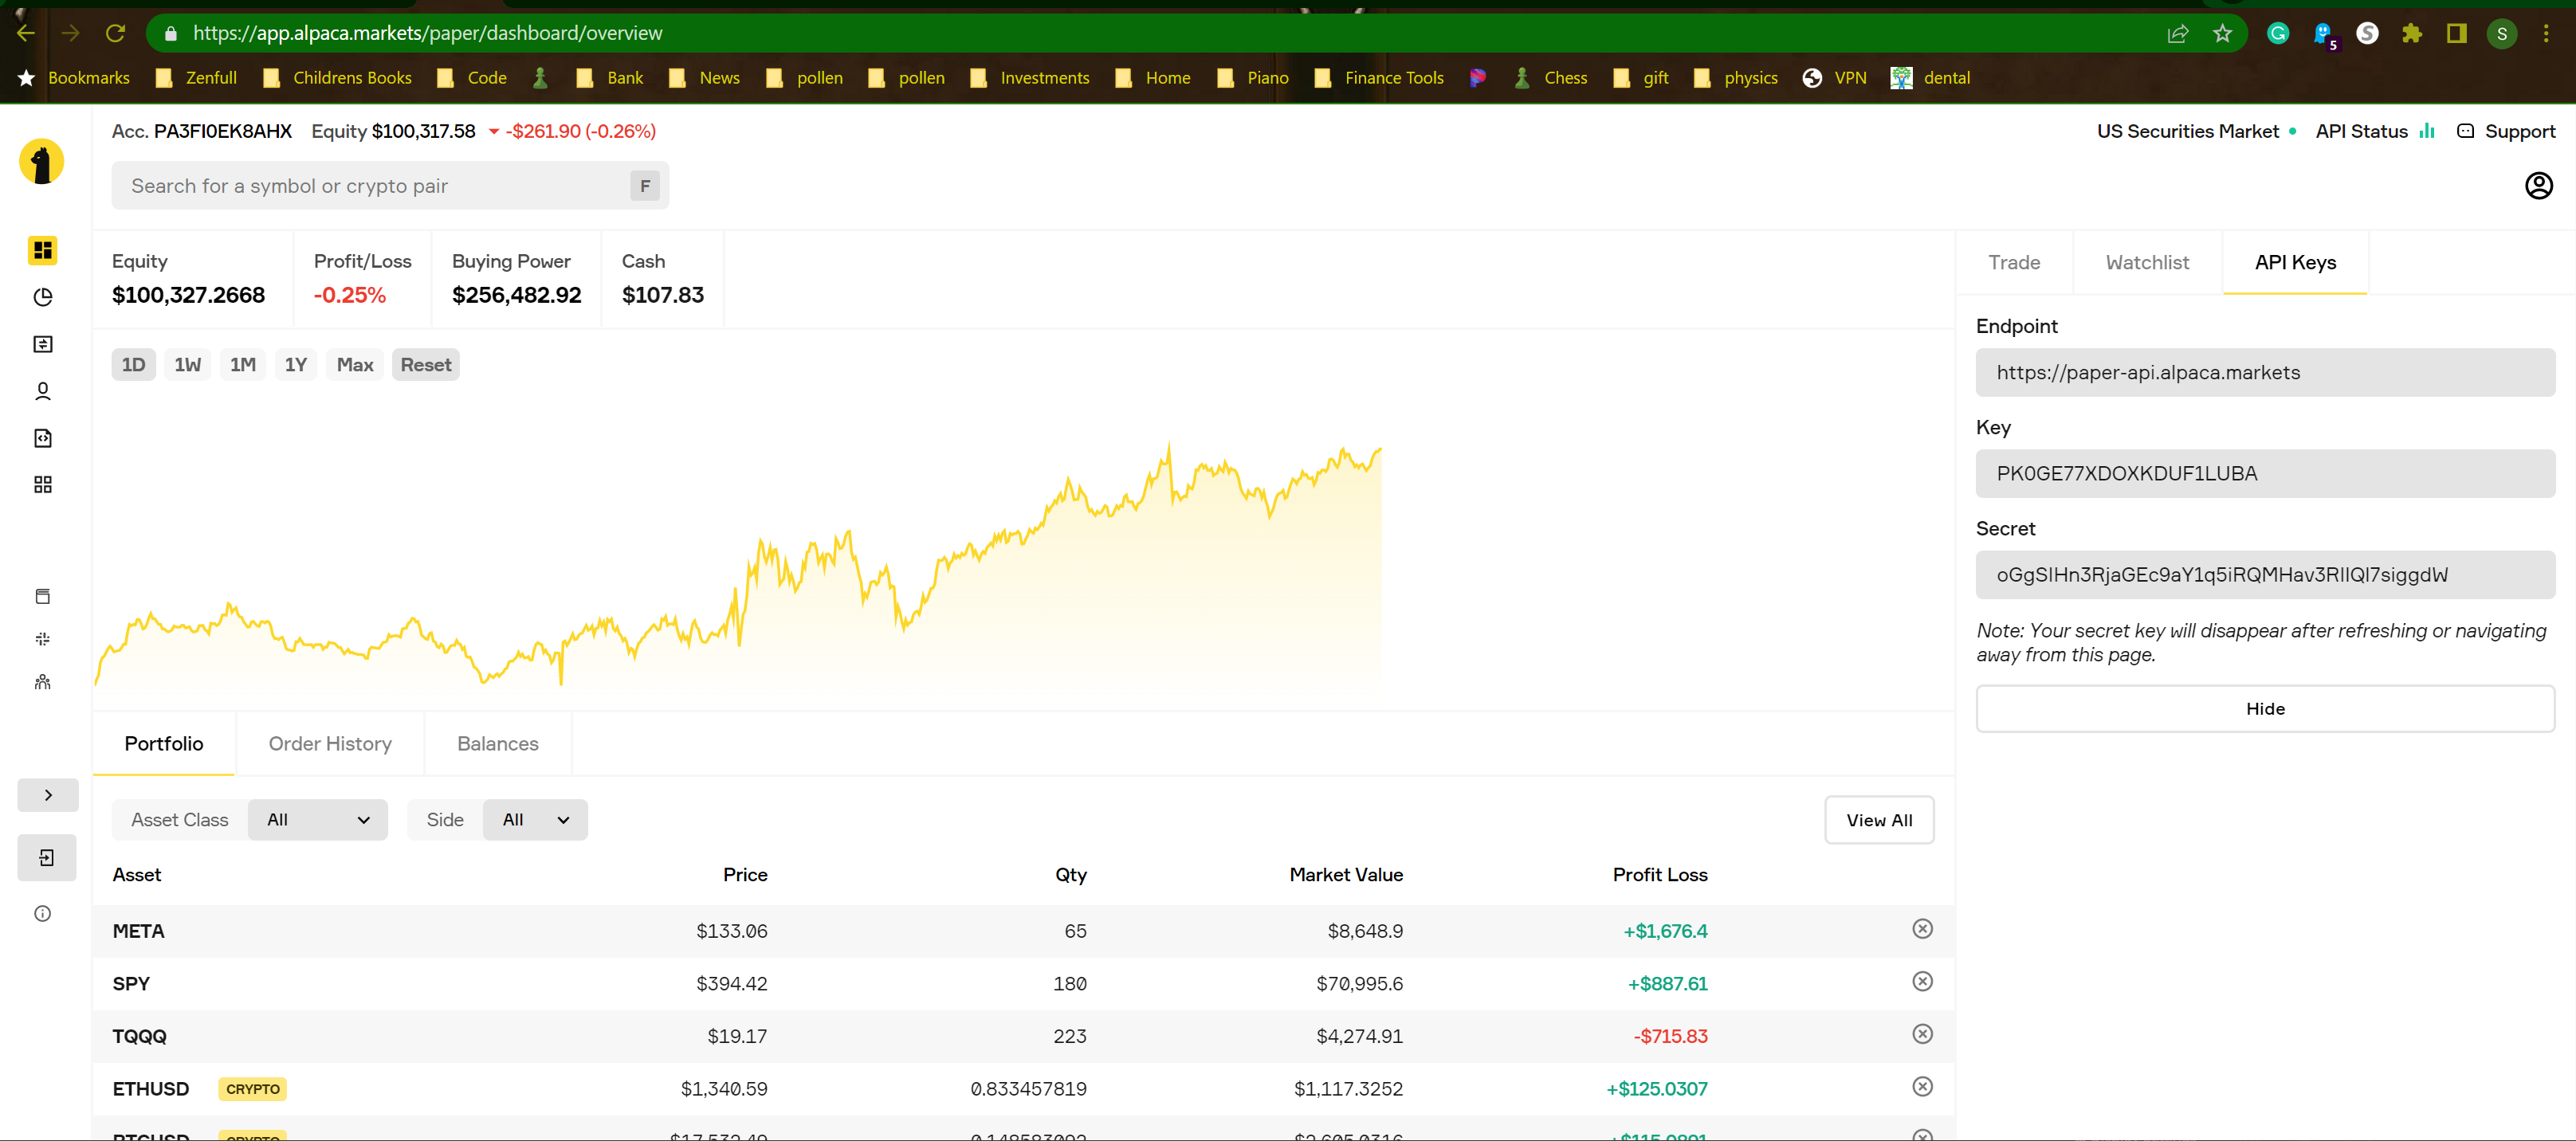 https://app.alpaca.markets/paper/dashboard/overview
5
S
S
Bookmarks Zenfull Childrens Books Code Bank News pollen pollen Investments Home Piano Finance Tools Chess gift physics VPN dental
Acc. PA3FI0EK8AHX Equity $100,317.58 -$261.90 (-0.26%)
US Securities Market API Status Support
Search for a symbol or crypto pair F
Equity Profit/Loss Buying Power Cash
$100,327.2668 -0.25% $256,482.92 $107.83
1D 1W 1M 1Y Max Reset
Trade Watchlist API Keys
Endpoint
https://paper-api.alpaca.markets
Key
PK0GE77XDOXKDUF1LUBA
Secret
Note: Your secret key will disappear after refreshing or navigating
away from this page.
Hide
Portfolio Order History Balances
Asset Class All Side All View All
Asset Price Qty Market Value Profit Loss
META $133.06 65 $8,648.9 +$1,676.4
SPY $394.42 180 $70,995.6 +$887.61
TQQQ $19.17 223 $4,274.91 -$715.83
ETHUSD CRYPTO $1,340.59 0.833457819 $1,117.3252 +$125.0307